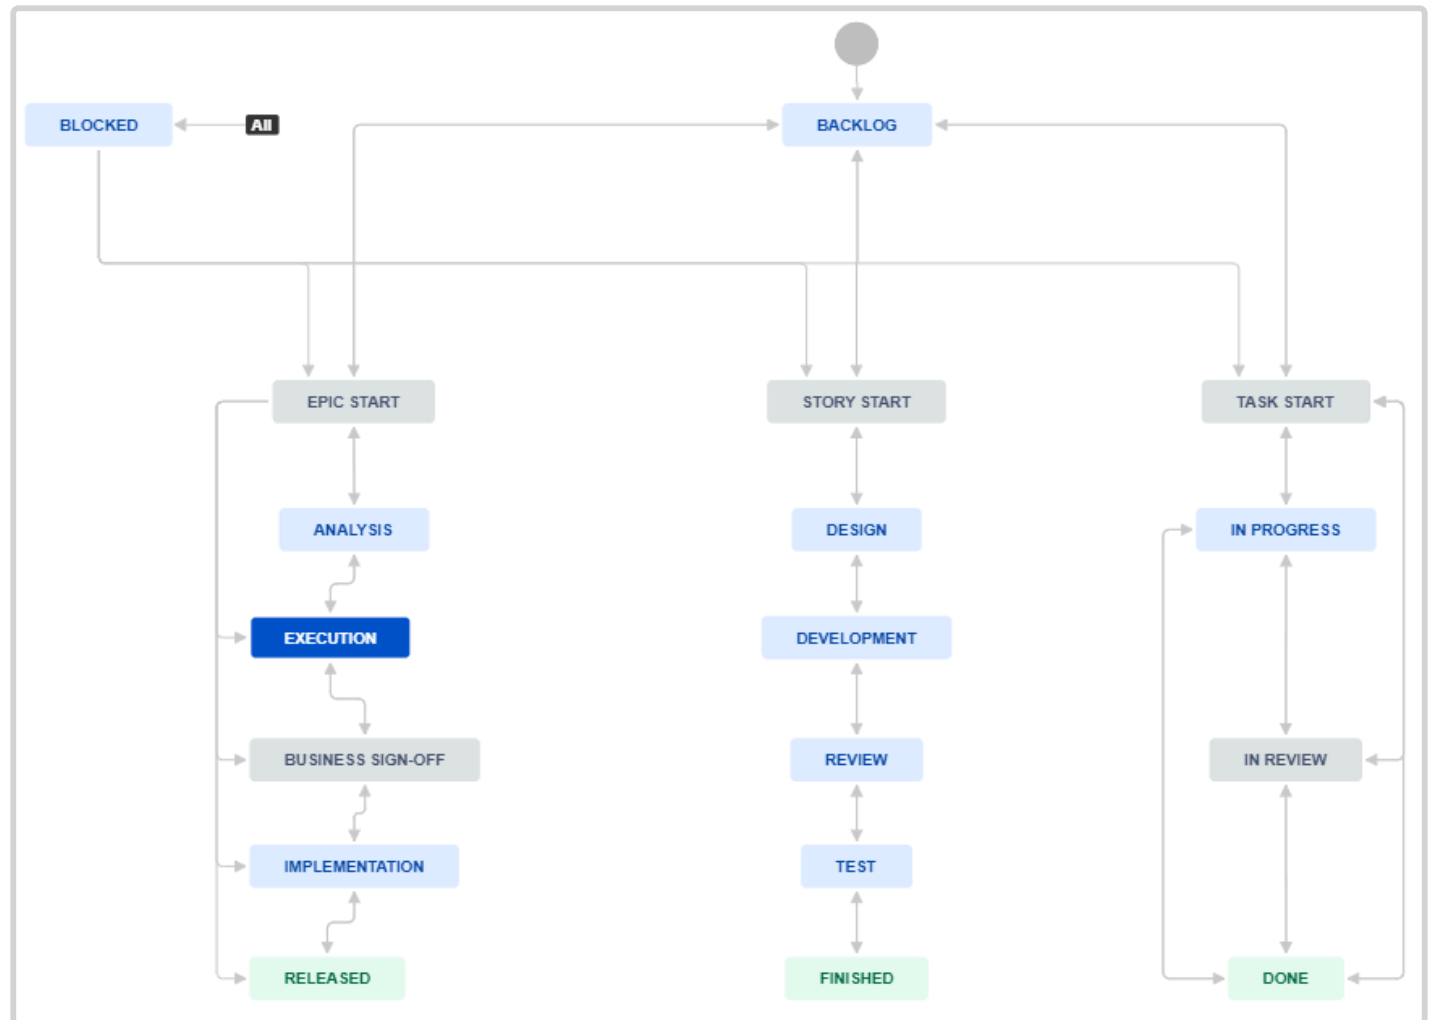 BLOCKED
All
BACKLOG
EPIC START
STORY START
TASK START
ANALYSIS
DESIGN
IN PROGRESS
EXECUTION
DEVELOPMENT
BUSINESS SIGN-OFF
REVIEW
IN REVIEW
IMPLEMENTATION
TEST
RELEASED
FINISHED
DONE